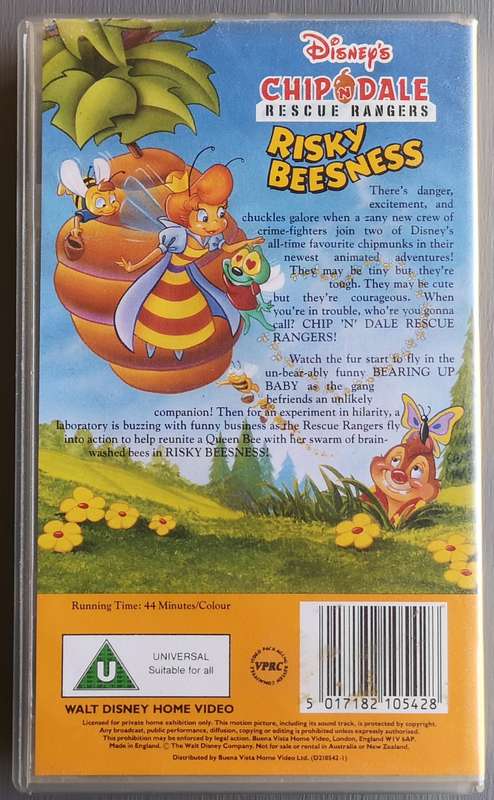 Disney's
CHIP 'N DALE
RESCUE RANGERS
RISKY
BEESNESS
There's danger,
excitement, and
chuckles galore when a zany new crew of
crime-fighters join two of Disney's
all-time favourite chipmunks in their
newest animated adventures!
They may be tiny but they're
tough. They may be cute
but they're courageous. When
you're in trouble, who're you gonna
call? CHIP 'N' DALE RESCUE
RANGERS!
Watch the fur start to fly in the
un-bear-ably funny BEARING UP
BABY as the gang
befriends an unlikely
companion! Then for an experiment in hilarity, a
laboratory is buzzing with funny business as the Rescue Rangers fly
into action to help reunite a Queen Bee with her swarm of brain-
washed bees in RISKY BEESNESS!
Running Time: 44 Minutes/Colour
U
UNIVERSAL
Suitable for all
VIDEO PACKAGING REVIEW COMMITTEE
VPRC
5 017182 105428
WALT DISNEY HOME VIDEO
Licensed for private home exhibition only. This motion picture, including its sound track, is protected by copyright.
Any broadcast, public performance, diffusion, copying or editing is prohibited unless expressly authorised.
This prohibition may be enforced by legal action. Buena Vista Home Video, London, England W1V 6AP.
Made in England. © The Walt Disney Company. Not for sale or rental in Australia or New Zealand.
Distributed by Buena Vista Home Video Ltd. (D210542-1)